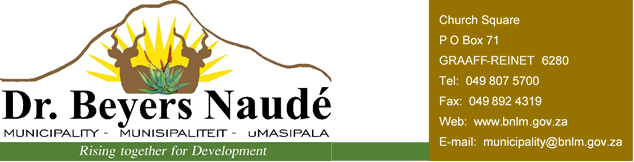 Dr. Beyers Naudé
MUNICIPALITY - MUNISIPALITEIT - uMASIPALA
Rising together for Development
Church Square
P O Box 71
GRAAFF-REINET 6280
Tel: 049 807 5700
Fax: 049 892 4319
Web: www.bnlm.gov.za
E-mail: municipality@bnlm.gov.za